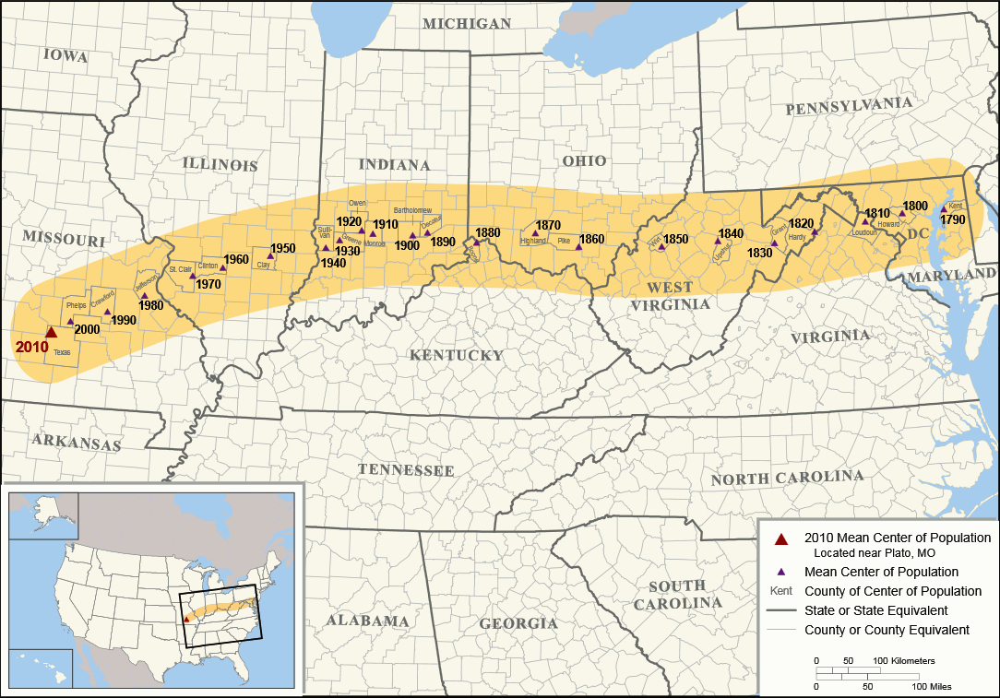 MICHIGAN
IOWA
PENNSYLVANIA
ILLINOIS
INDIANA
OHIO
MISSOURI
Owen
Bartholomew
Kent
1920
1910
1880
1870
1820
1810
1800
1790
Sulli-
van
Greene
Monroe
Decatur
1900
1890
Boone
Highland
Pike
1860
Wirt
1850
1840
Upshur
Grant
Hardy
1830
Loudoun
Howard
DC
1930
1940
1950
Clay
1960
Clinton
St. Clair
1970
Jefferson
1980
Crawford
1990
Phelps
2000
2010
Texas
MARYLAND
WEST
VIRGINIA
VIRGINIA
KENTUCKY
ARKANSAS
TENNESSEE
NORTH CAROLINA
SOUTH
CAROLINA
ALABAMA
GEORGIA
2010 Mean Center of Population
Located near Plato, MO
Mean Center of Population
Kent
County of Center of Population
State or State Equivalent
County or County Equivalent
0 50 100 Kilometers
0 50 100 Miles